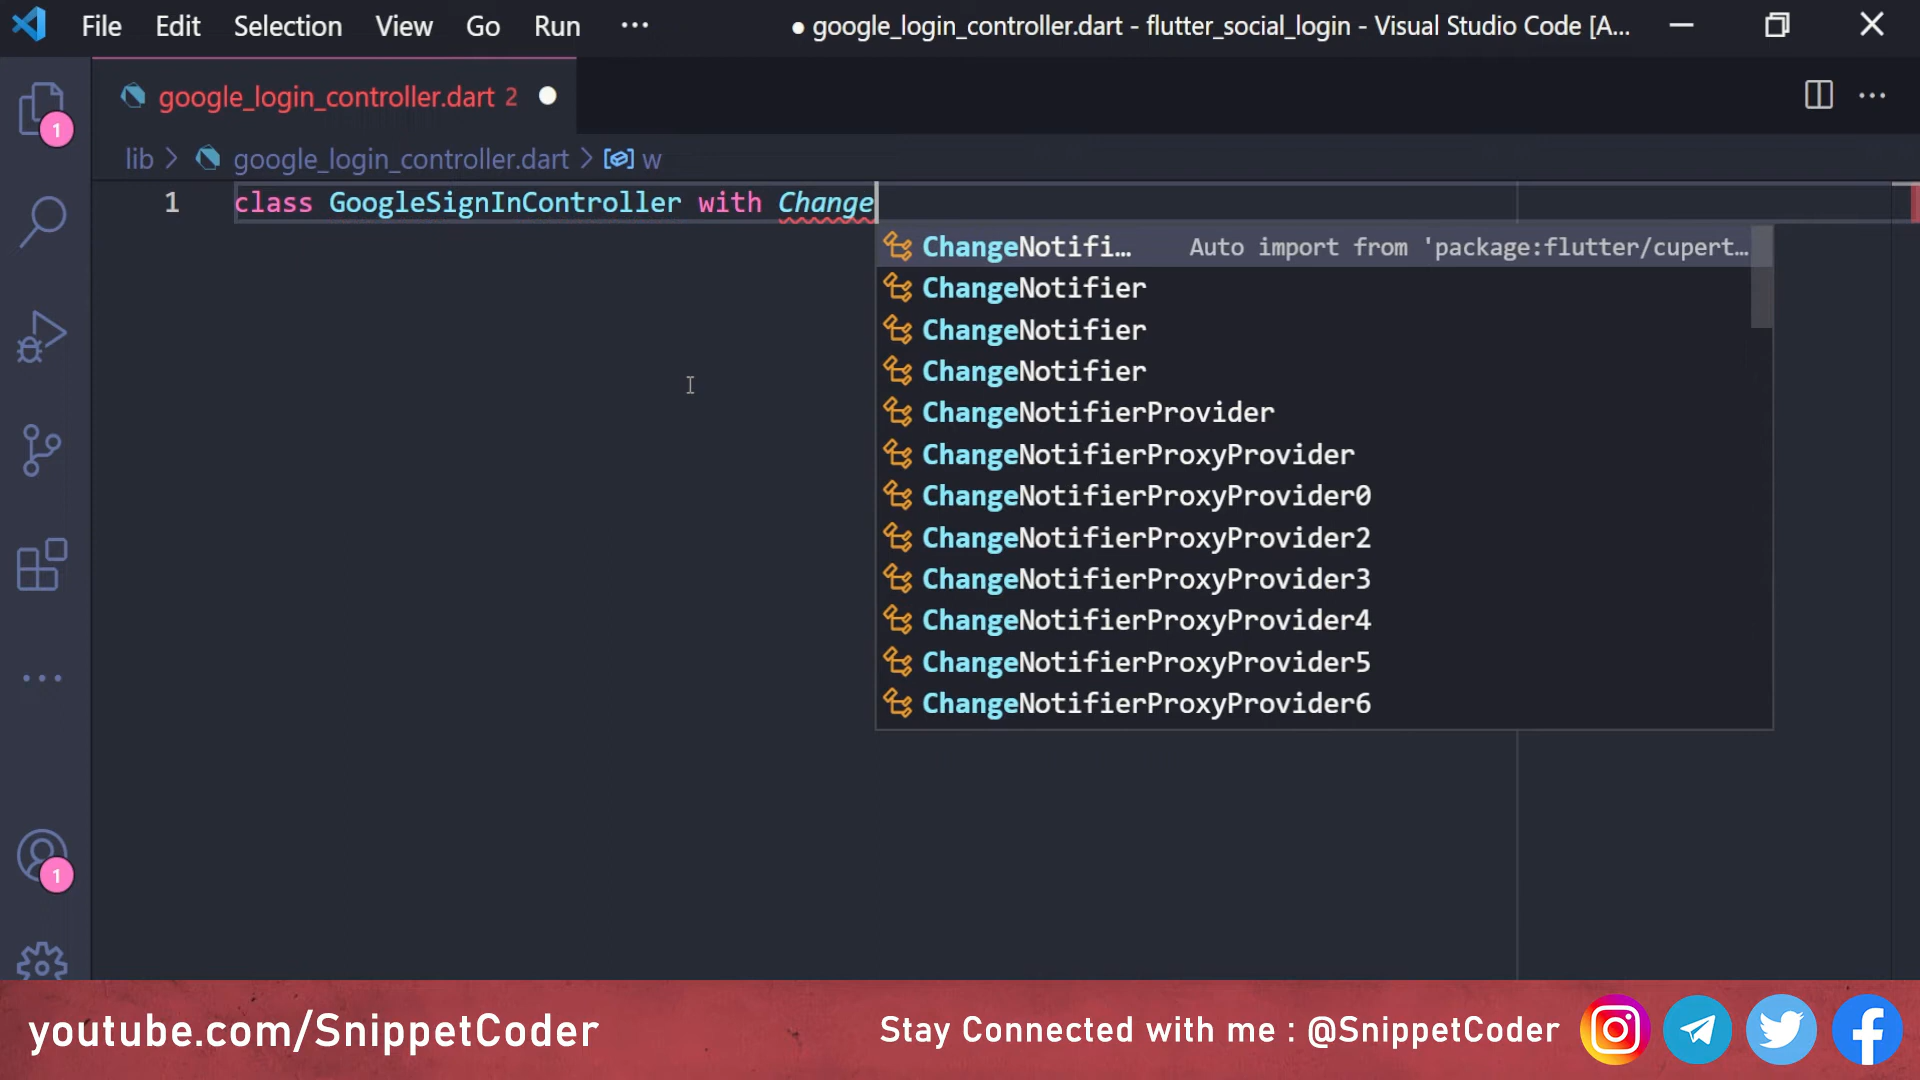 File Edit Selection View Go Run ··· ● google_login_controller.dart - flutter_social_login - Visual Studio Code [A...
google_login_controller.dart 2
lib > google_login_controller.dart > w
1
1 class GoogleSignInController with Change
ChangeNotifi... Auto import from 'package:flutter/cupert...
ChangeNotifier
ChangeNotifier
ChangeNotifier
ChangeNotifierProvider
ChangeNotifierProxyProvider
ChangeNotifierProxyProvider0
ChangeNotifierProxyProvider2
ChangeNotifierProxyProvider3
ChangeNotifierProxyProvider4
ChangeNotifierProxyProvider5
ChangeNotifierProxyProvider6
1
youtube.com/SnippetCoder Stay Connected with me : @SnippetCoder